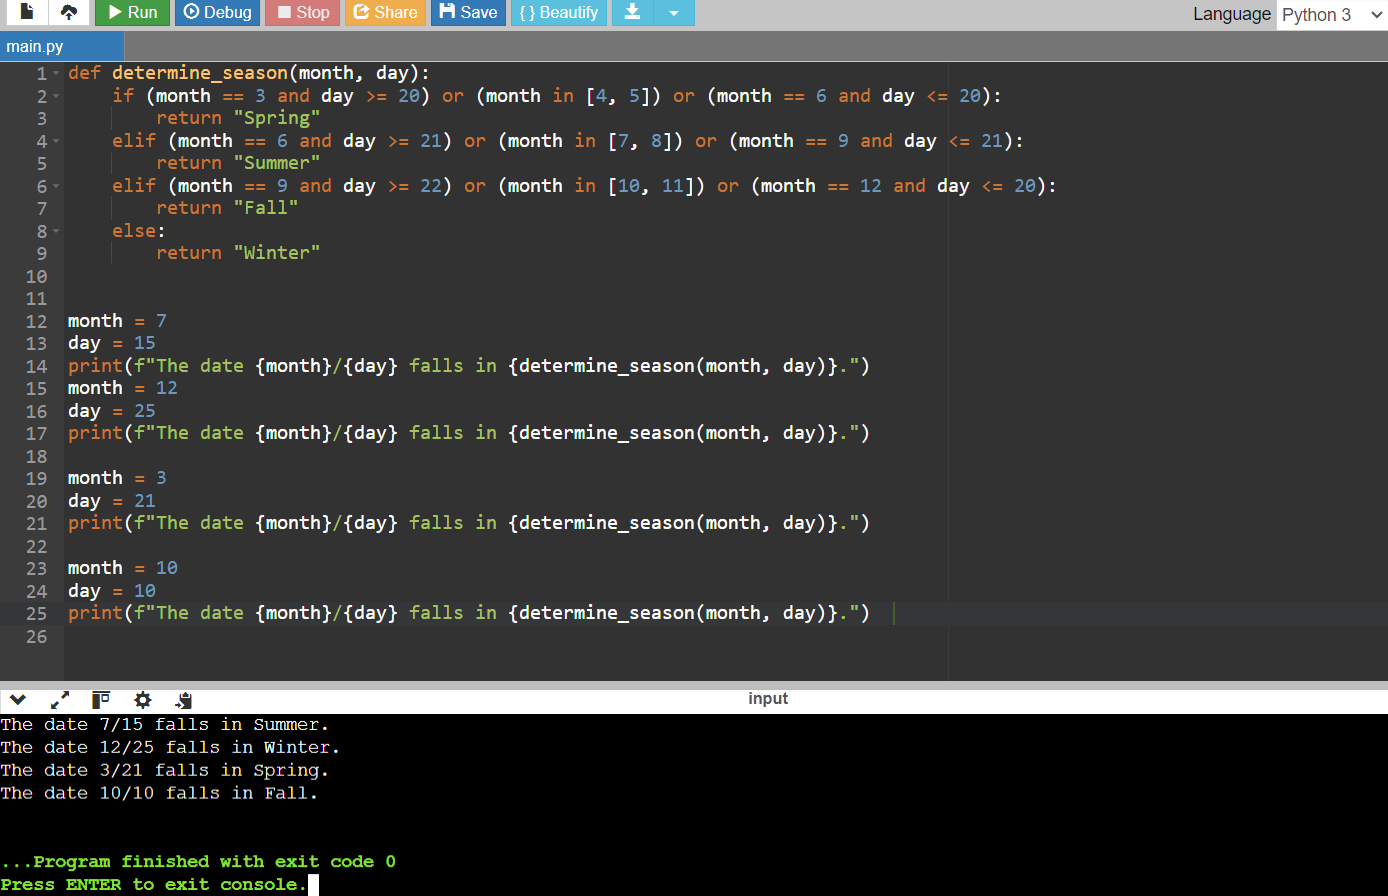 Run Debug Stop Share Save { } Beautify Language Python 3
main.py
1 def determine_season(month, day):
2     if (month == 3 and day >= 20) or (month in [4, 5]) or (month == 6 and day <= 20):
3         return "Spring"
4     elif (month == 6 and day >= 21) or (month in [7, 8]) or (month == 9 and day <= 21):
5         return "Summer"
6     elif (month == 9 and day >= 22) or (month in [10, 11]) or (month == 12 and day <= 20):
7         return "Fall"
8     else:
9         return "Winter"
10
11
12 month = 7
13 day = 15
14 print(f"The date {month}/{day} falls in {determine_season(month, day)}.")
15 month = 12
16 day = 25
17 print(f"The date {month}/{day} falls in {determine_season(month, day)}.")
18
19 month = 3
20 day = 21
21 print(f"The date {month}/{day} falls in {determine_season(month, day)}.")
22
23 month = 10
24 day = 10
25 print(f"The date {month}/{day} falls in {determine_season(month, day)}.")
26
input
The date 7/15 falls in Summer.
The date 12/25 falls in Winter.
The date 3/21 falls in Spring.
The date 10/10 falls in Fall.
...Program finished with exit code 0
Press ENTER to exit console.